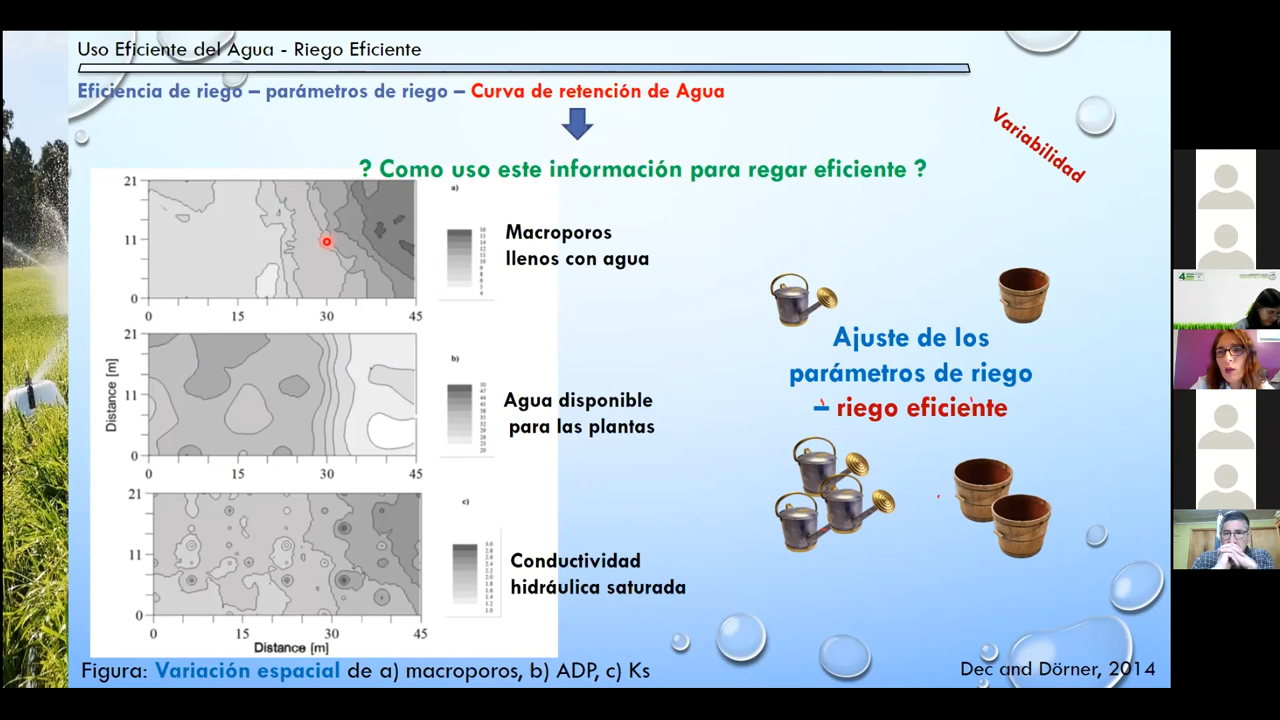 Uso Eficiente del Agua - Riego Eficiente
Eficiencia de riego – parámetros de riego – Curva de retención de Agua
Variabilidad
? Como uso este información para regar eficiente ?
21
11
0
0 15 30 45
a)
Macroporos
llenos con agua
21
11
0
0 15 30 45
Distance [m]
b)
Agua disponible
para las plantas
21
11
0
0 15 30 45
Distance [m]
c)
Conductividad
hidráulica saturada
Ajuste de los
parámetros de riego
– riego eficiente
Figura: Variación espacial de a) macroporos, b) ADP, c) Ks
Dec and Dörner, 2014